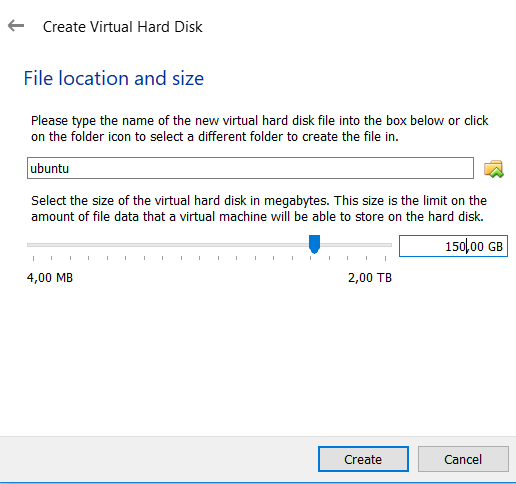 Create Virtual Hard Disk
File location and size
Please type the name of the new virtual hard disk file into the box below or click
on the folder icon to select a different folder to create the file in.
ubuntu
Select the size of the virtual hard disk in megabytes. This size is the limit on the
amount of file data that a virtual machine will be able to store on the hard disk.
150,00 GB
4,00 MB 2,00 TB
Create Cancel